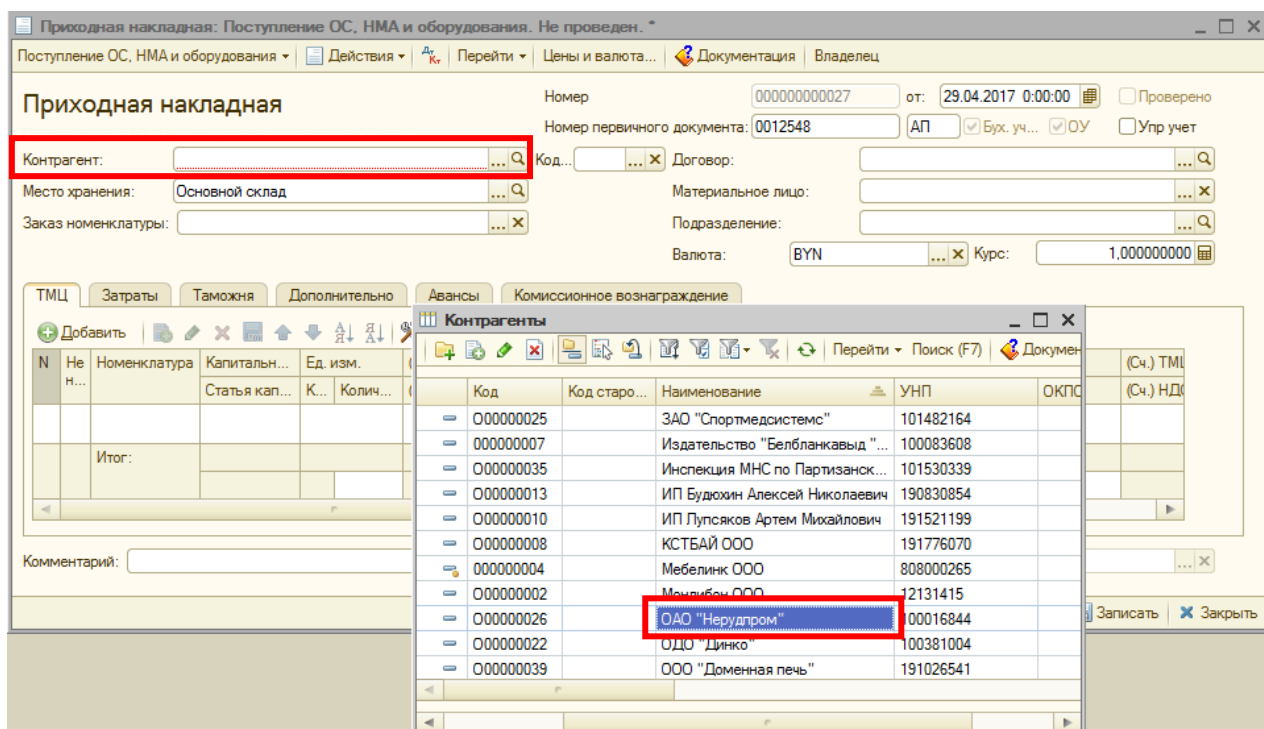 Приходная накладная: Поступление ОС, НМА и оборудования. Не проведен. *
Поступление ОС, НМА и оборудования Действия Дт Кт Перейти Цены и валюта... Документация Владелец
Приходная накладная
Номер 000000000027 от: 29.04.2017 0:00:00 Проверено
Номер первичного документа: 0012548 АП Бух. уч... ОУ Упр учет
Контрагент: ... Код... ... Договор: ...
Место хранения: Основной склад ... Материальное лицо: ...
Заказ номенклатуры: ... Подразделение: ...
Валюта: BYN ... Курс: 1,000000000
ТМЦ Затраты Таможня Дополнительно Авансы Комиссионное вознаграждение
Добавить
N Не н... Номенклатура Капитальн... Ед. изм. (Сч.) ТМЦ
Статья кап... К... Колич... (Сч.) НДС
Итог:
Комментарий: ...
Записать Закрыть
Контрагенты
Перейти Поиск (F7) Докумен
Код Код старо... Наименование УНП ОКПО
О00000025 ЗАО "Спортмедсистемс" 101482164
000000007 Издательство "Белбланкавыд "... 100083608
О00000035 Инспекция МНС по Партизанск... 101530339
О00000013 ИП Будюхин Алексей Николаевич 190830854
О00000010 ИП Лупсяков Артем Михайлович 191521199
О00000008 КСТБАЙ ООО 191776070
000000004 Мебелинк ООО 808000265
О00000002 ООО 12131415
О00000026 ОАО "Нерудпром" 100016844
О00000022 ОДО "Динко" 100381004
О00000039 ООО "Доменная печь" 191026541